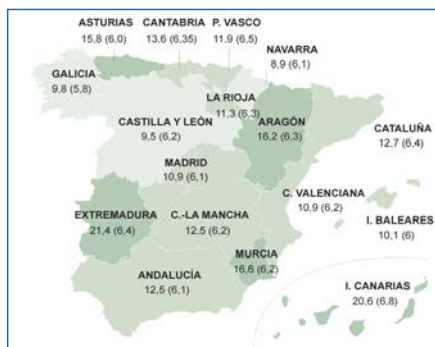 ASTURIAS
15,8 (6,0)
CANTABRIA
13,6 (6,35)
P. VASCO
11,9 (6,5)
NAVARRA
8,9 (6,1)
GALICIA
9,8 (5,8)
LA RIOJA
11,3 (6,3)
CASTILLA Y LEÓN
9,5 (6,2)
ARAGÓN
16,2 (6,3)
CATALUÑA
12,7 (6,4)
MADRID
10,9 (6,1)
C. VALENCIANA
10,9 (6,2)
EXTREMADURA
21,4 (6,4)
C.-LA MANCHA
12,5 (6,2)
I. BALEARES
10,1 (6)
MURCIA
16,6 (6,2)
ANDALUCÍA
12,5 (6,1)
I. CANARIAS
20,6 (6,8)